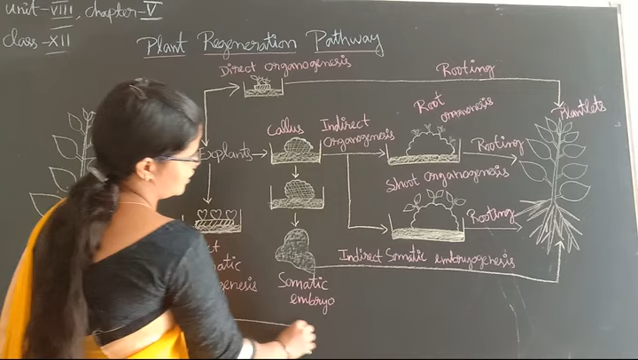 unit-VIII, chapter-V
class-XII
Plant Regeneration Pathway
Direct organogenesis
Rooting
Root
Plantlets
Callus
Indirect
Organogenesis
Explants
Rooting
Shoot organogenesis
Rooting
Indirect Somatic embryogenesis
Somatic
embryo